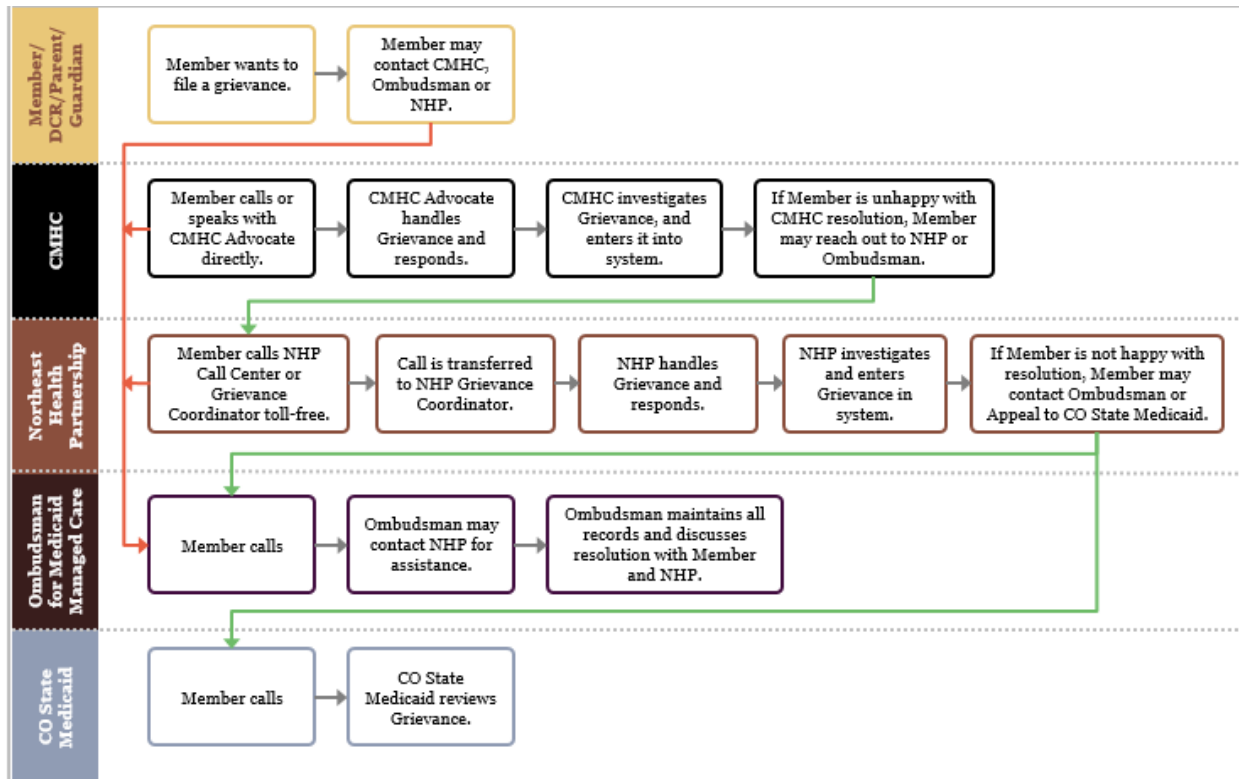 Member/
DCR/Parent/
Guardian
Member wants to
file a grievance.
Member may
contact CMHC,
Ombudsman or
NHP.
CMHC
Member calls or
speaks with
CMHC Advocate
directly.
CMHC Advocate
handles
Grievance and
responds.
CMHC investigates
Grievance, and
enters it into
system.
If Member is unhappy with
CMHC resolution, Member
may reach out to NHP or
Ombudsman.
Northeast
Health
Partnership
Member calls NHP
Call Center or
Grievance
Coordinator toll-free.
Call is transferred
to NHP Grievance
Coordinator.
NHP handles
Grievance and
responds.
NHP investigates
and enters
Grievance in
system.
If Member is not happy with
resolution, Member may
contact Ombudsman or
Appeal to CO State Medicaid.
Ombudsman
for Medicaid
Managed Care
Member calls
Ombudsman may
contact NHP for
assistance.
Ombudsman maintains all
records and discusses
resolution with Member
and NHP.
CO State
Medicaid
Member calls
CO State
Medicaid reviews
Grievance.